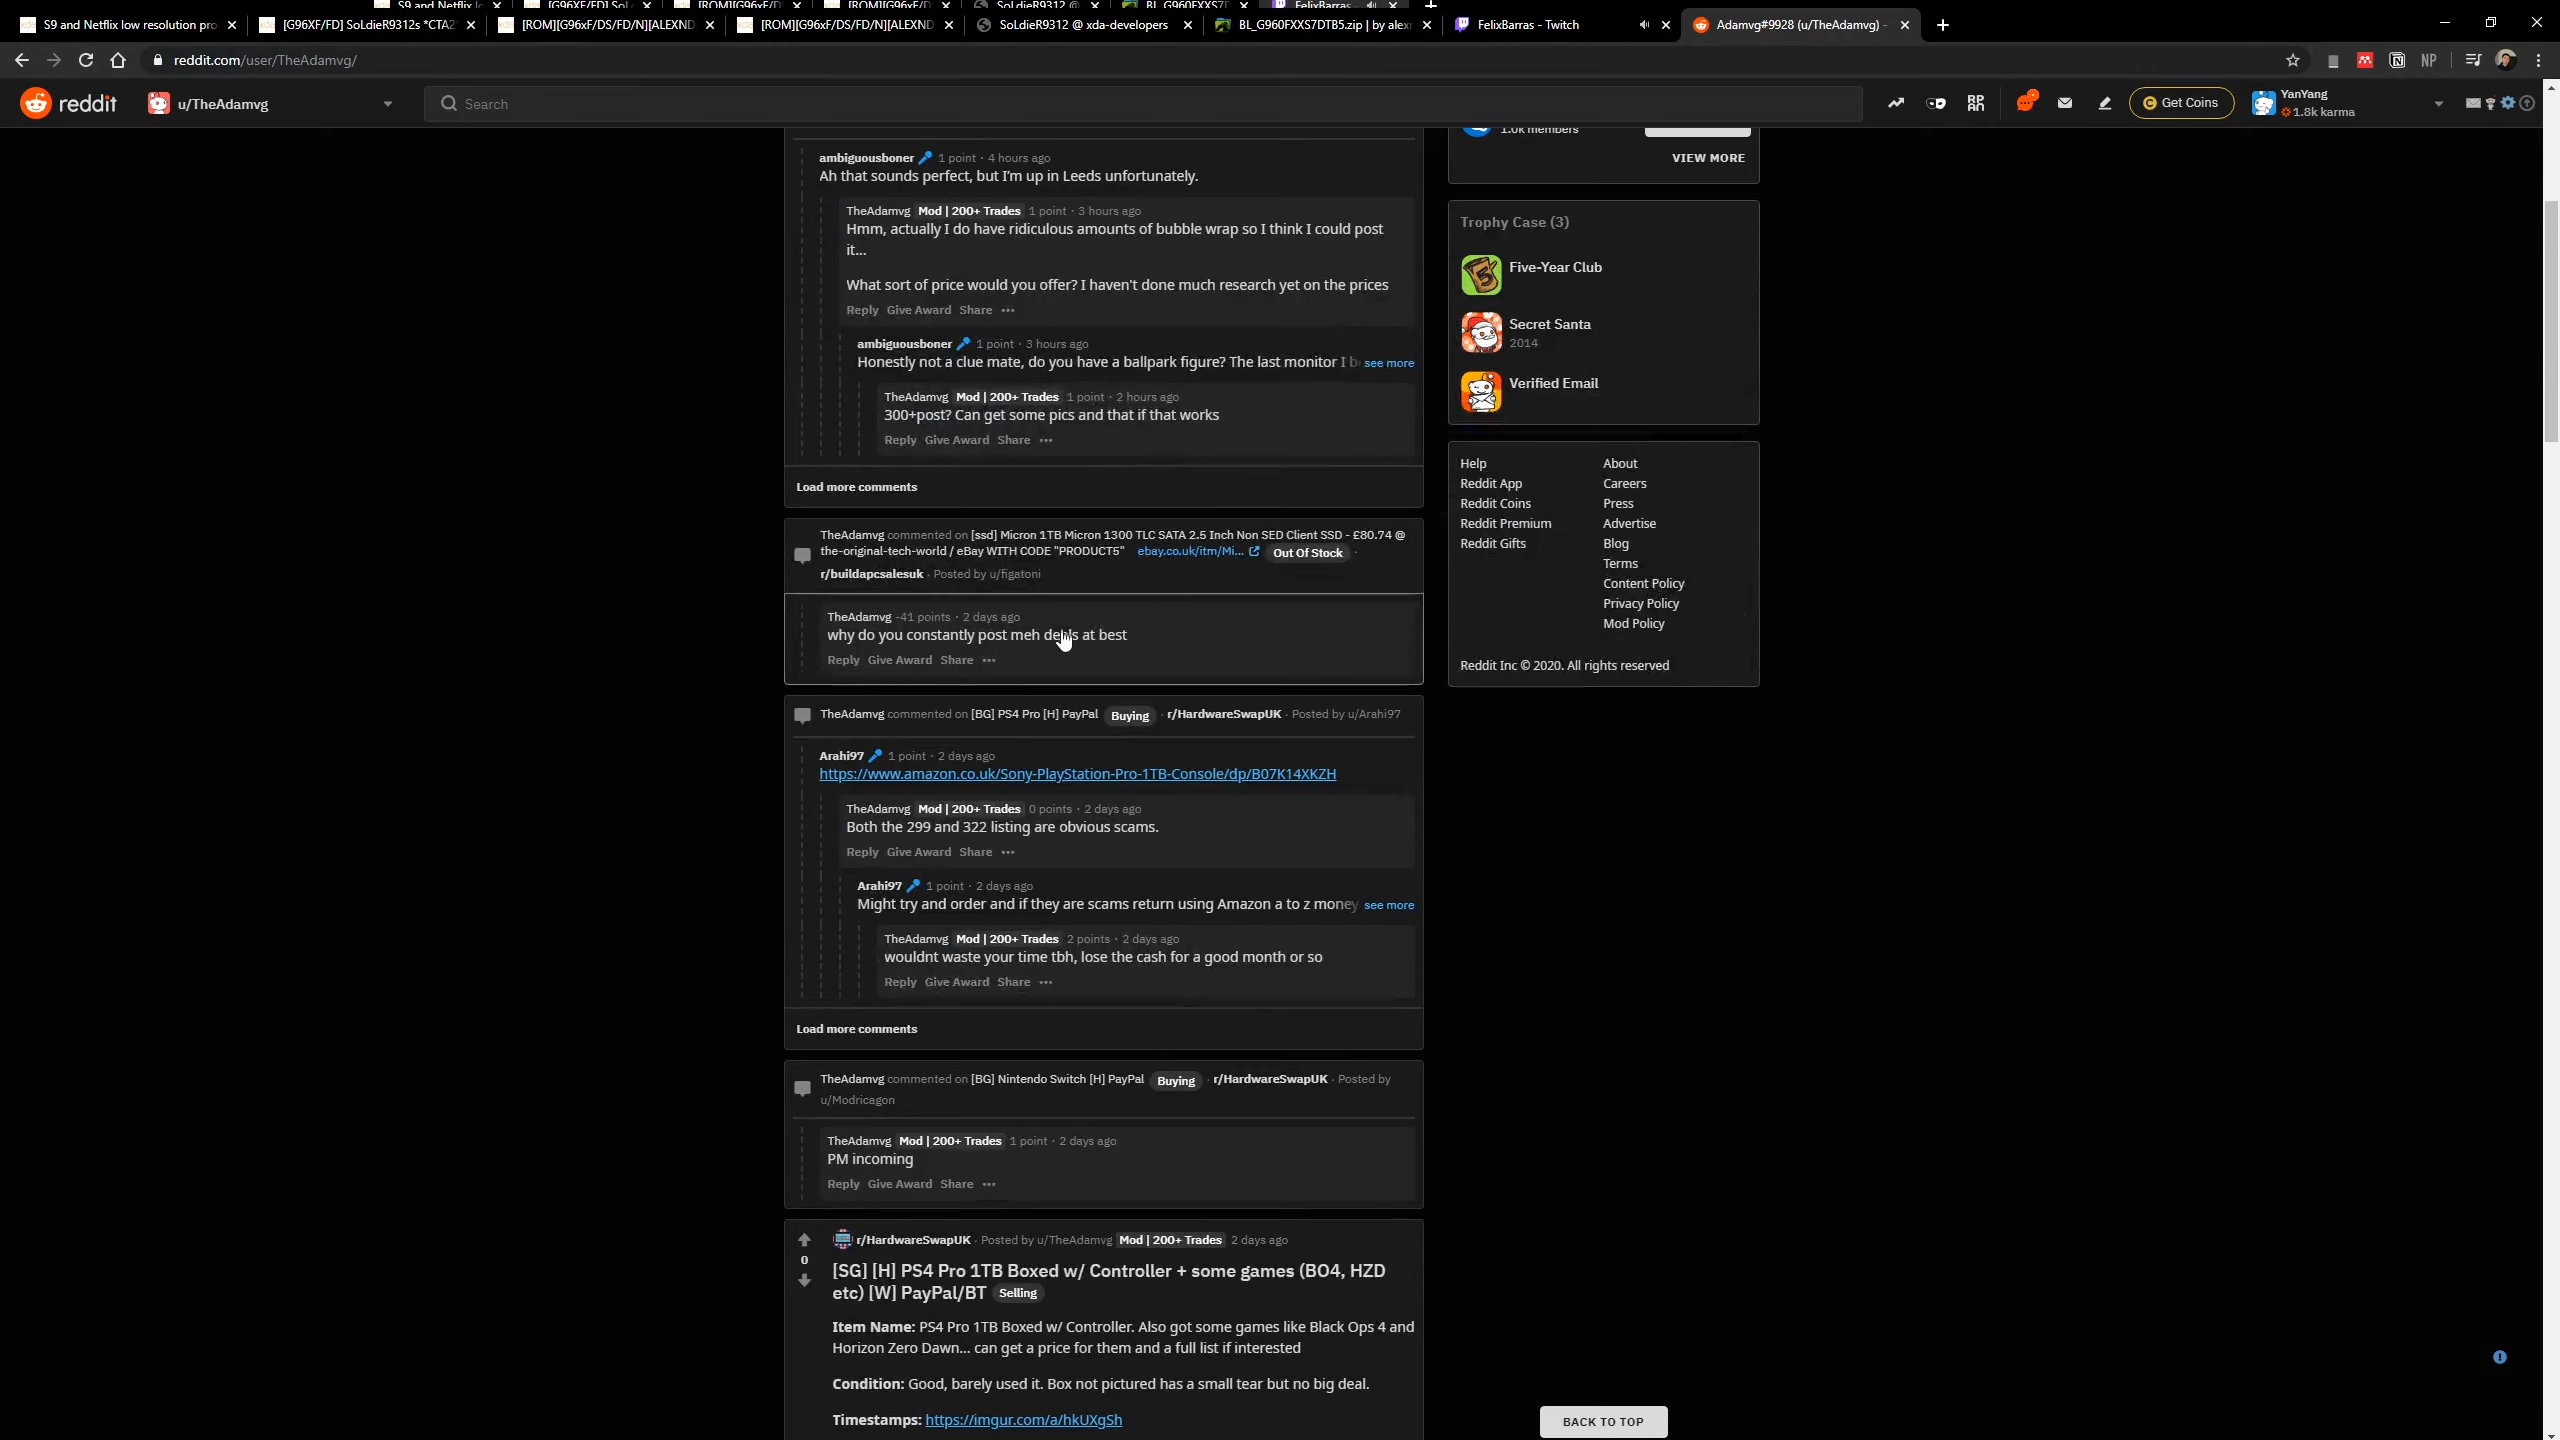 S9 and Netflix low resolution pro
[G96XF/FD] SoLdieR9312s *CTA2
[ROM][G96xF/DS/FD/N][ALEXND
[ROM][G96xF/DS/FD/N][ALEXND
SoLdieR9312 @ xda-developers
BL_G960FXXS7DTB5.zip | by alex
FelixBarras - Twitch
Adamvg#9928 (u/TheAdamvg) -
reddit.com/user/TheAdamvg/
NP
reddit
u/TheAdamvg
Search
Get Coins
YanYang
1.8k karma
1.0k members
VIEW MORE
ambiguousboner 1 point · 4 hours ago
Ah that sounds perfect, but I'm up in Leeds unfortunately.
TheAdamvg Mod | 200+ Trades 1 point · 3 hours ago
Hmm, actually I do have ridiculous amounts of bubble wrap so I think I could post
it...
What sort of price would you offer? I haven't done much research yet on the prices
Reply Give Award Share
ambiguousboner 1 point · 3 hours ago
Honestly not a clue mate, do you have a ballpark figure? The last monitor I b see more
TheAdamvg Mod | 200+ Trades 1 point · 2 hours ago
300+post? Can get some pics and that if that works
Reply Give Award Share
Load more comments
TheAdamvg commented on [ssd] Micron 1TB Micron 1300 TLC SATA 2.5 Inch Non SED Client SSD - £80.74 @
the-original-tech-world / eBay WITH CODE "PRODUCT5" ebay.co.uk/itm/Mi... Out Of Stock ·
r/buildapcsalesuk · Posted by u/figatoni
TheAdamvg -41 points · 2 days ago
why do you constantly post meh deals at best
Reply Give Award Share
TheAdamvg commented on [BG] PS4 Pro [H] PayPal Buying · r/HardwareSwapUK · Posted by u/Arahi97
Arahi97 1 point · 2 days ago
https://www.amazon.co.uk/Sony-PlayStation-Pro-1TB-Console/dp/B07K14XKZH
TheAdamvg Mod | 200+ Trades 0 points · 2 days ago
Both the 299 and 322 listing are obvious scams.
Reply Give Award Share
Arahi97 1 point · 2 days ago
Might try and order and if they are scams return using Amazon a to z money see more
TheAdamvg Mod | 200+ Trades 2 points · 2 days ago
wouldnt waste your time tbh, lose the cash for a good month or so
Reply Give Award Share
Load more comments
TheAdamvg commented on [BG] Nintendo Switch [H] PayPal Buying · r/HardwareSwapUK · Posted by
u/Modricagon
TheAdamvg Mod | 200+ Trades 1 point · 2 days ago
PM incoming
Reply Give Award Share
r/HardwareSwapUK · Posted by u/TheAdamvg Mod | 200+ Trades 2 days ago
0
[SG] [H] PS4 Pro 1TB Boxed w/ Controller + some games (BO4, HZD
etc) [W] PayPal/BT Selling
Item Name: PS4 Pro 1TB Boxed w/ Controller. Also got some games like Black Ops 4 and
Horizon Zero Dawn... can get a price for them and a full list if interested
Condition: Good, barely used it. Box not pictured has a small tear but no big deal.
Timestamps: https://imgur.com/a/hkUXgSh
Trophy Case (3)
Five-Year Club
Secret Santa
2014
Verified Email
Help
Reddit App
Reddit Coins
Reddit Premium
Reddit Gifts
About
Careers
Press
Advertise
Blog
Terms
Content Policy
Privacy Policy
Mod Policy
Reddit Inc © 2020. All rights reserved
BACK TO TOP